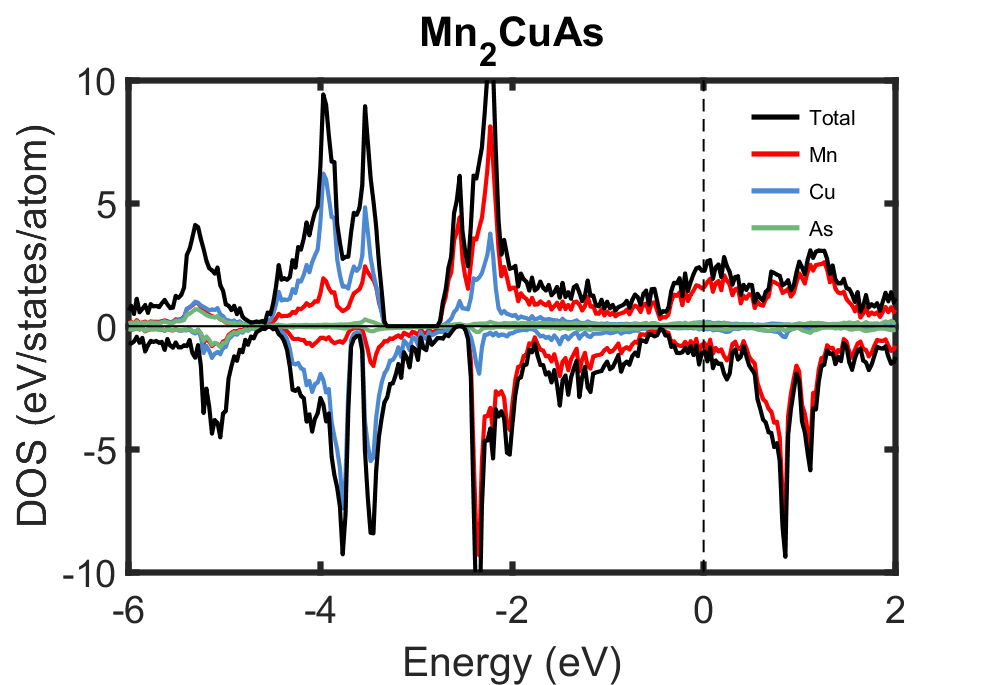 Mn2CuAs
10
5
0
-5
-10
DOS (eV/states/atom)
Total
Mn
Cu
As
-6
-4
-2
0
2
Energy (eV)